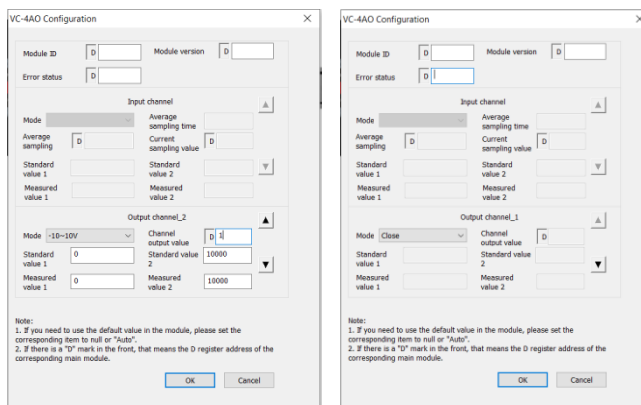 VC-4AO Configuration
Module ID D Module version D
Error status D
Input channel
Mode Average sampling time
Average sampling D Current sampling value D
Standard value 1 Standard value 2
Measured value 1 Measured value 2
Output channel_2
Mode -10~10V Channel output value D 1
Standard value 1 0 Standard value 2 10000
Measured value 1 0 Measured value 2 10000
Note:
1. If you need to use the default value in the module, please set the
corresponding item to null or "Auto".
2. If there is a "D" mark in the front, that means the D register address of the
corresponding main module.
OK Cancel
VC-4AO Configuration
Module ID D Module version D
Error status D
Input channel
Mode Average sampling time
Average sampling D Current sampling value D
Standard value 1 Standard value 2
Measured value 1 Measured value 2
Output channel_1
Mode Close Channel output value D
Standard value 1 Standard value 2
Measured value 1 Measured value 2
Note:
1. If you need to use the default value in the module, please set the
corresponding item to null or "Auto".
2. If there is a "D" mark in the front, that means the D register address of the
corresponding main module.
OK Cancel